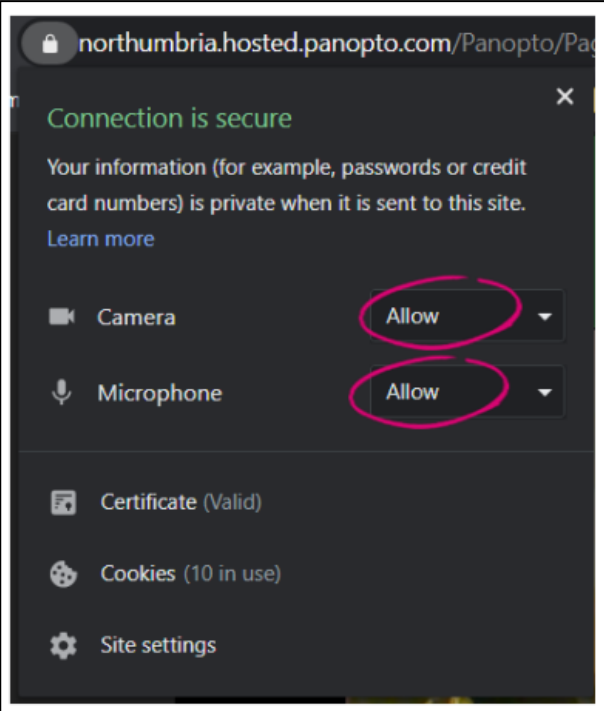 northumbria.hosted.panopto.com/Panopto/Pag
Connection is secure
Your information (for example, passwords or credit
card numbers) is private when it is sent to this site.
Learn more
Camera Allow
Microphone Allow
Certificate (Valid)
Cookies (10 in use)
Site settings